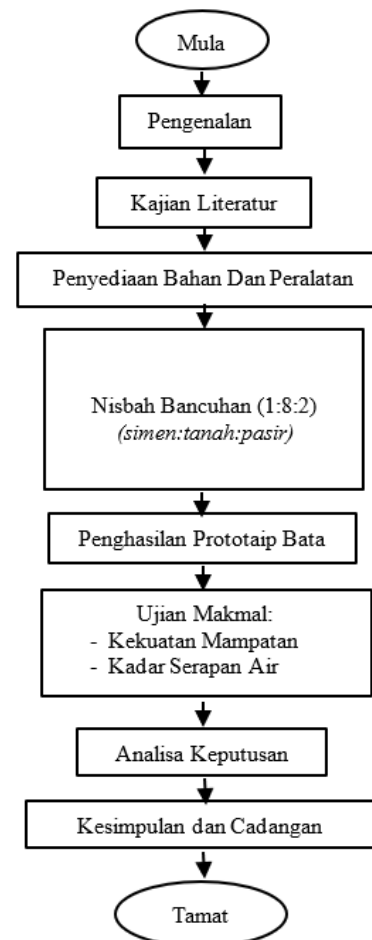 Mula
Pengenalan
Kajian Literatur
Penyediaan Bahan Dan Peralatan
Nisbah Bancuhan (1:8:2)
(simen:tanah:pasir)
Penghasilan Prototaip Bata
Ujian Makmal:
- Kekuatan Mampatan
- Kadar Serapan Air
Analisa Keputusan
Kesimpulan dan Cadangan
Tamat